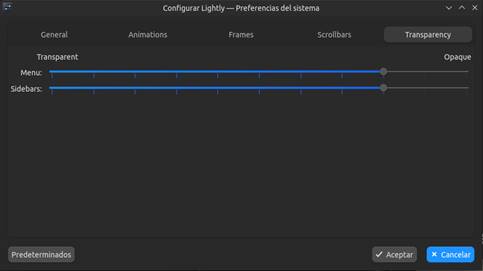 Configurar Lightly — Preferencias del sistema
General Animations Frames Scrollbars Transparency
Transparent Opaque
Menu:
Sidebars:
Predeterminados Aceptar Cancelar